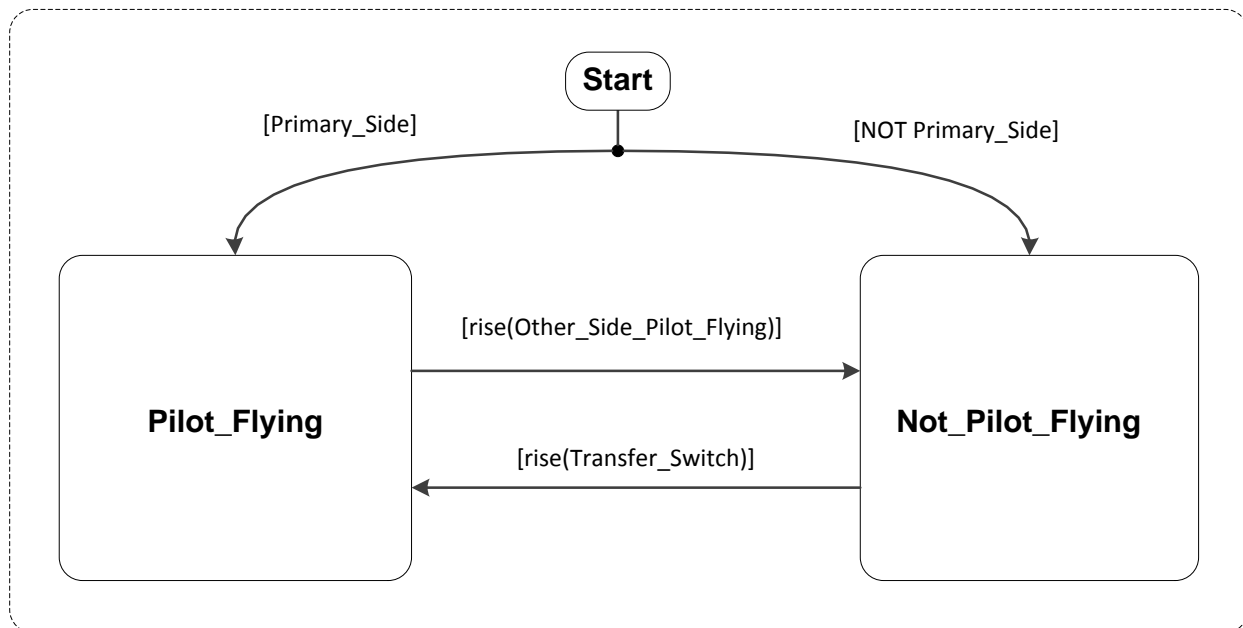 Start
[Primary_Side]
[NOT Primary_Side]
[rise(Other_Side_Pilot_Flying)]
Pilot_Flying
Not_Pilot_Flying
[rise(Transfer_Switch)]